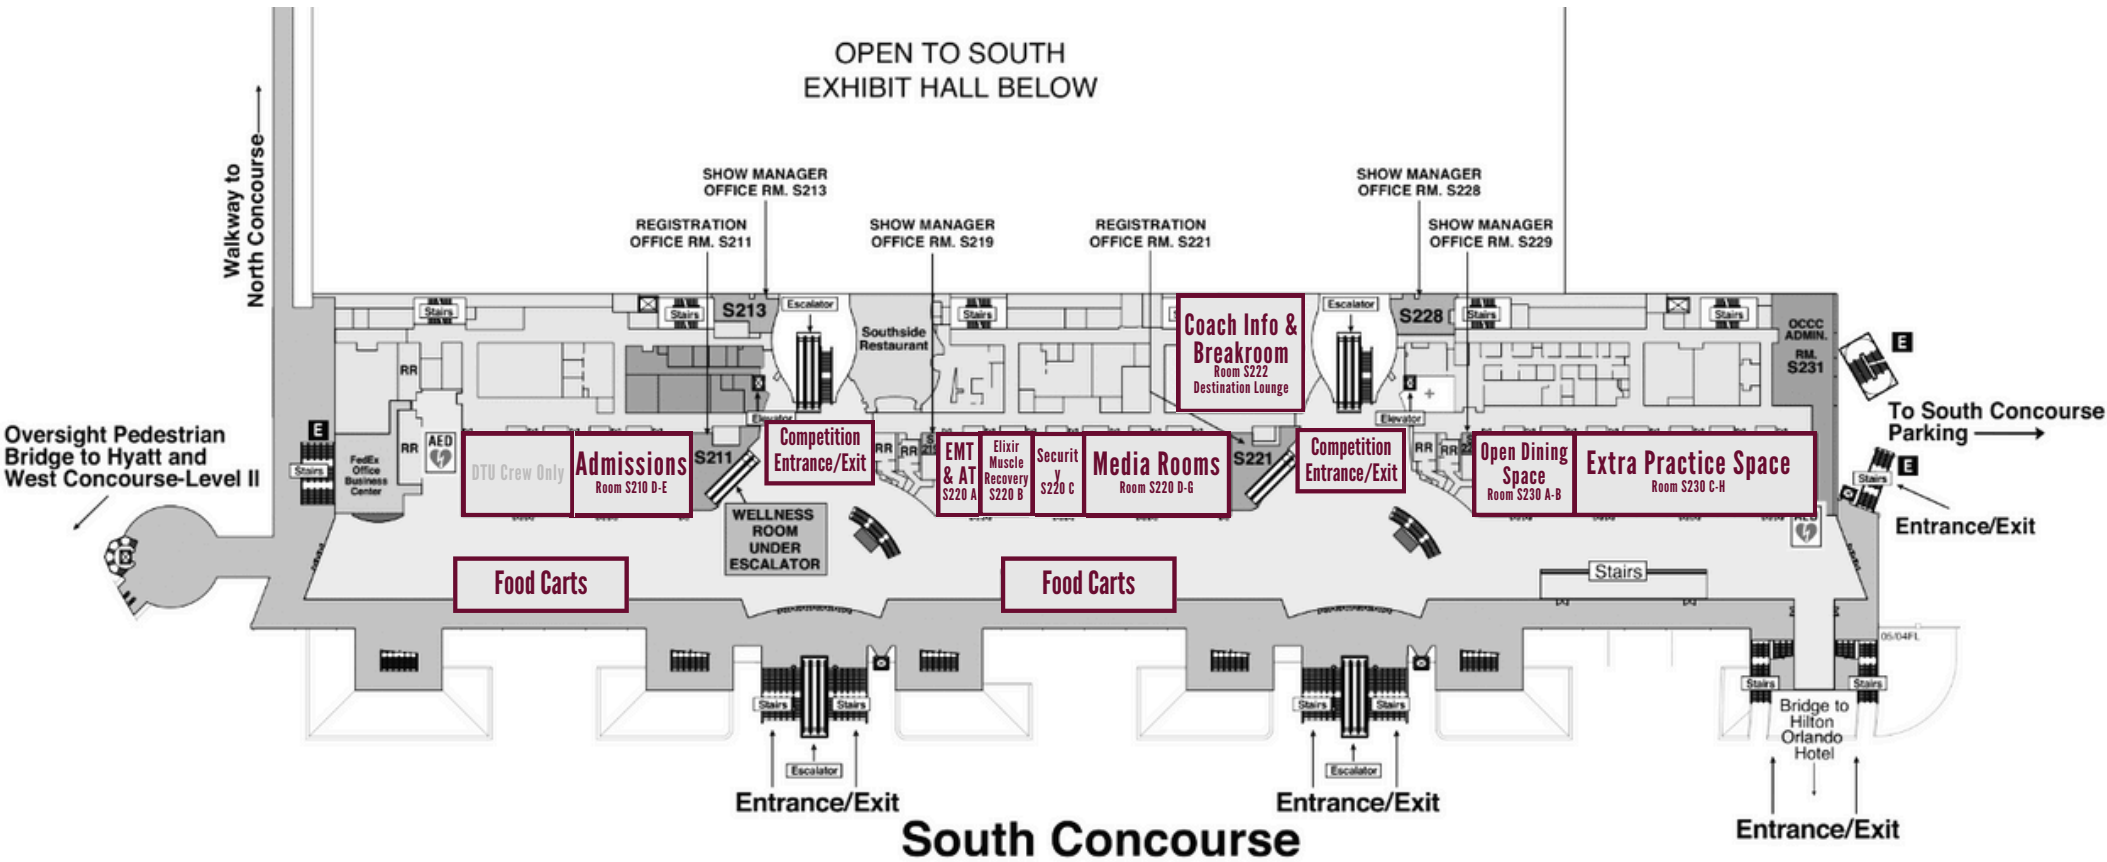 OPEN TO SOUTH
EXHIBIT HALL BELOW
Walkway to
North Concourse
SHOW MANAGER
OFFICE RM. S213
SHOW MANAGER
OFFICE RM. S228
REGISTRATION
OFFICE RM. S211
SHOW MANAGER
OFFICE RM. S219
REGISTRATION
OFFICE RM. S221
SHOW MANAGER
OFFICE RM. S229
Stairs
Stairs
S213
Escalator
Southside
Restaurant
Stairs
Coach Info &
Breakroom
Room S222
Destination Lounge
Escalator
S228
Stairs
Stairs
OCCC
ADMIN.
RM.
S231
E
RR
Elevator
Elevator
To South Concourse
Parking
Oversight Pedestrian
Bridge to Hyatt and
West Concourse-Level II
E
Stairs
FedEx
Office
Business
Center
RR
AED
DTU Crew Only
Admissions
Room S210 D-E
S211
Competition
Entrance/Exit
RR
RR
EMT
& AT
S220 A
Elixir
Muscle
Recovery
S220 B
Securit
y
S220 C
Media Rooms
Room S220 D-G
S221
Competition
Entrance/Exit
RR
RR
Open Dining
Space
Room S230 A-B
Extra Practice Space
Room S230 C-H
E
Stairs
Entrance/Exit
AED
WELLNESS
ROOM
UNDER
ESCALATOR
Food Carts
Food Carts
Stairs
05/04FL
Stairs
Stairs
Stairs
Stairs
Stairs
Stairs
Bridge to
Hilton
Orlando
Hotel
Escalator
Escalator
Entrance/Exit
Entrance/Exit
Entrance/Exit
South Concourse